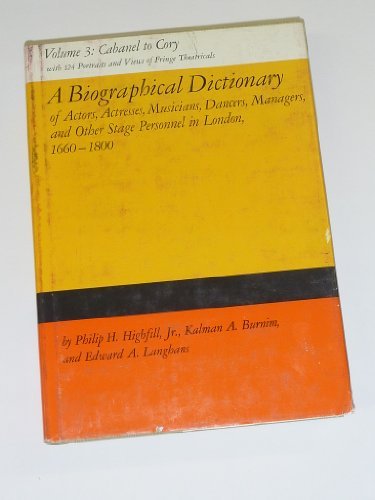 Volume 3: Cabanel to Cory
with 324 Portraits and Views of Fringe Theatricals
A Biographical Dictionary
of Actors, Actresses, Musicians, Dancers, Managers,
and Other Stage Personnel in London,
1660–1800
by Philip H. Highfill, Jr., Kalman A. Burnim,
and Edward A. Langhans